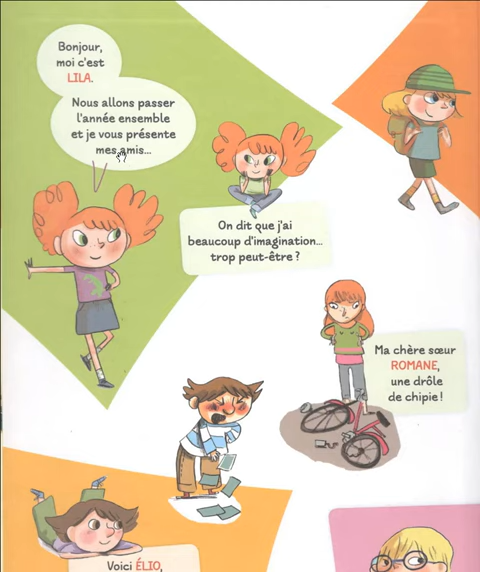 Bonjour,
moi c'est
LILA.
Nous allons passer
l'année ensemble
et je vous présente
mes amis...
On dit que j'ai
beaucoup d'imagination...
trop peut-être ?
Ma chère sœur
ROMANE,
une drôle
de chipie !
Voici ÉLIO,